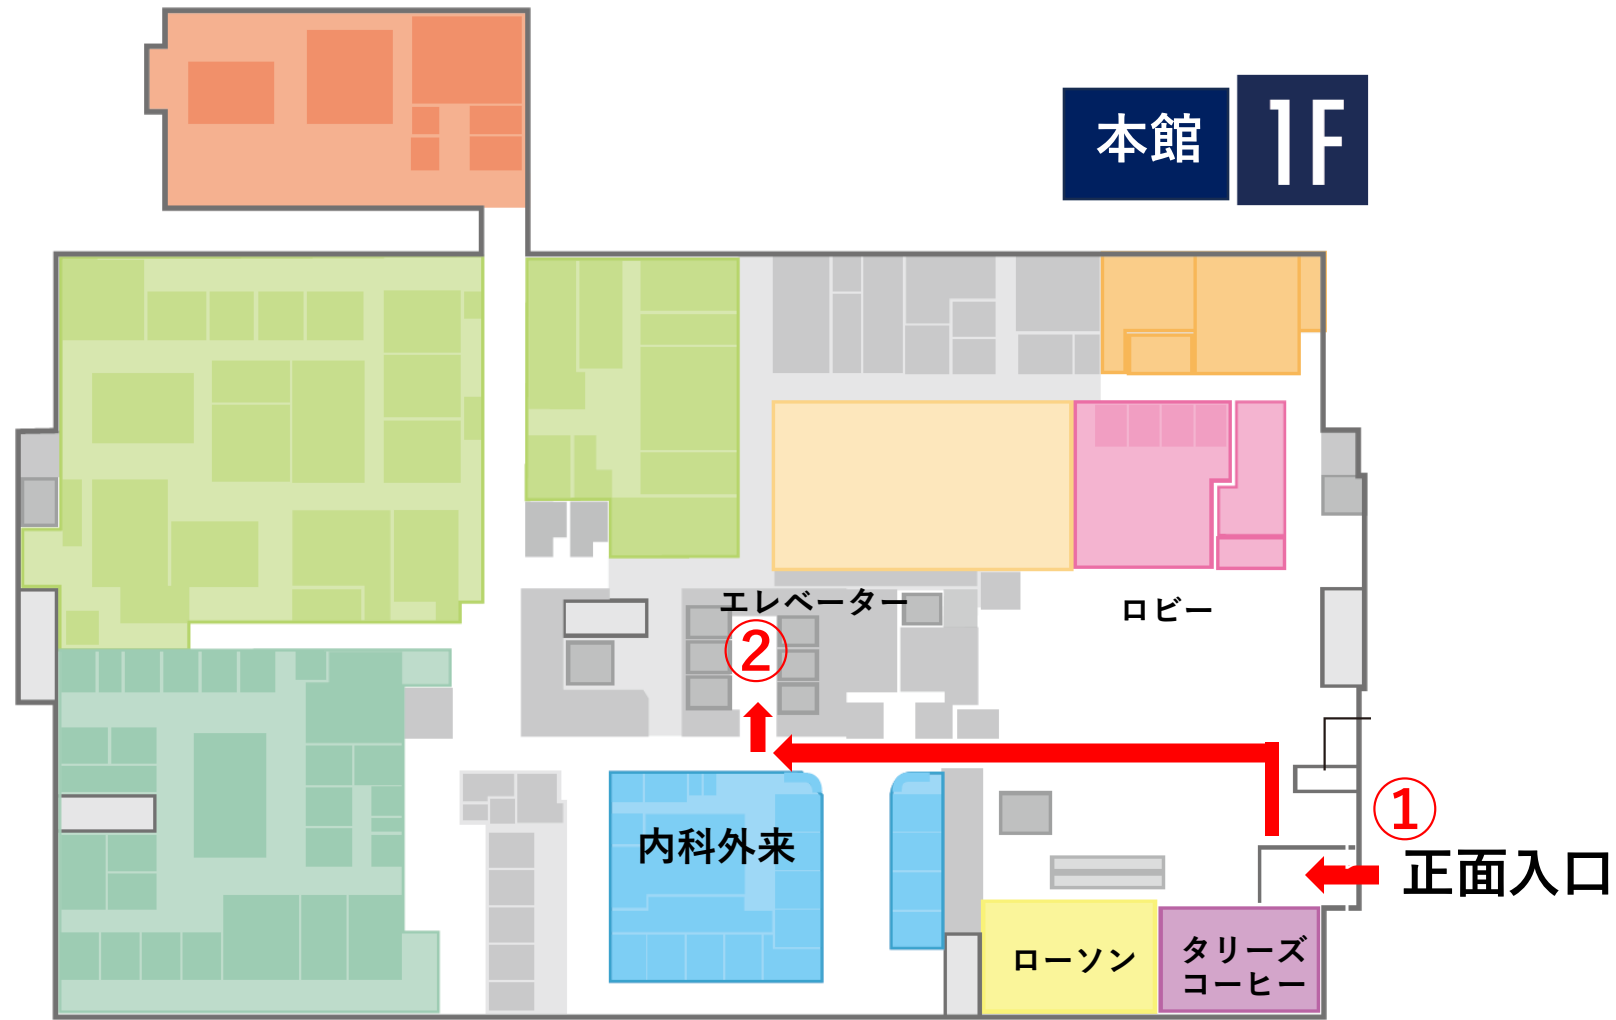 本館 1F
エレベーター
②
ロビー
①
正面入口
内科外来
ローソン
タリーズ
コーヒー